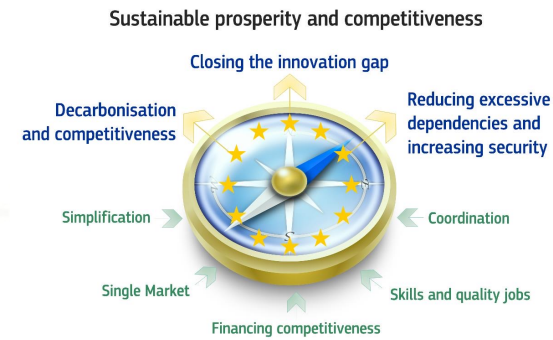 Sustainable prosperity and competitiveness
Closing the innovation gap
Decarbonisation
and competitiveness
Reducing excessive
dependencies and
increasing security
Simplification
Coordination
Single Market
Skills and quality jobs
Financing competitiveness
S